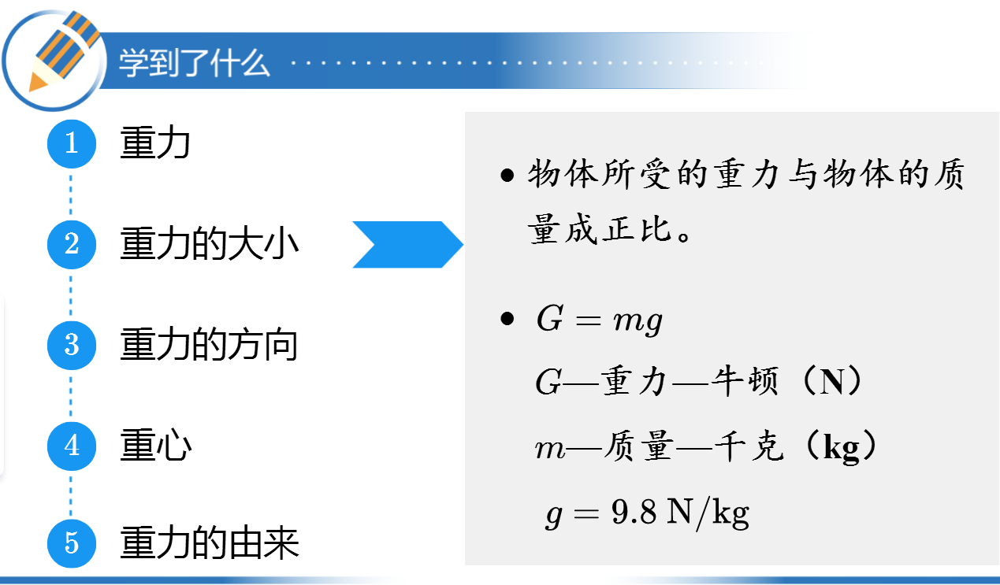 学到了什么
1 重力
2 重力的大小
3 重力的方向
4 重心
5 重力的由来
• 物体所受的重力与物体的质
量成正比。
• G = mg
G—重力—牛顿（N）
m—质量—千克（kg）
g = 9.8 N/kg